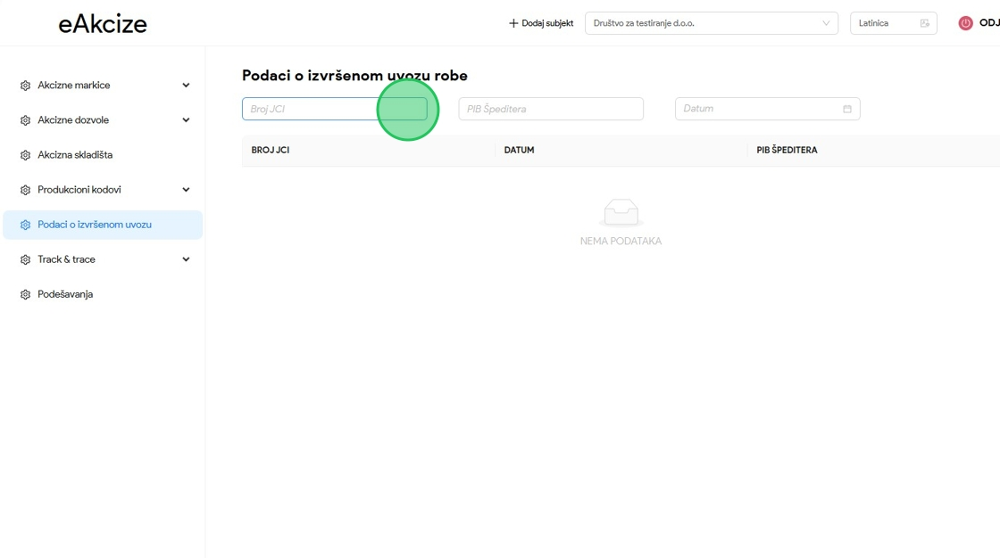 eAkcize
Dodaj subjekt
Društvo za testiranje d.o.o.
Latinica
ODJ
Akcizne markice
Akcizne dozvole
Akcizna skladišta
Produkcioni kodovi
Podaci o izvršenom uvozu
Track & trace
Podešavanja
Podaci o izvršenom uvozu robe
Broj JCI
PIB Špeditera
Datum
BROJ JCI
DATUM
PIB ŠPEDITERA
NEMA PODATAKA